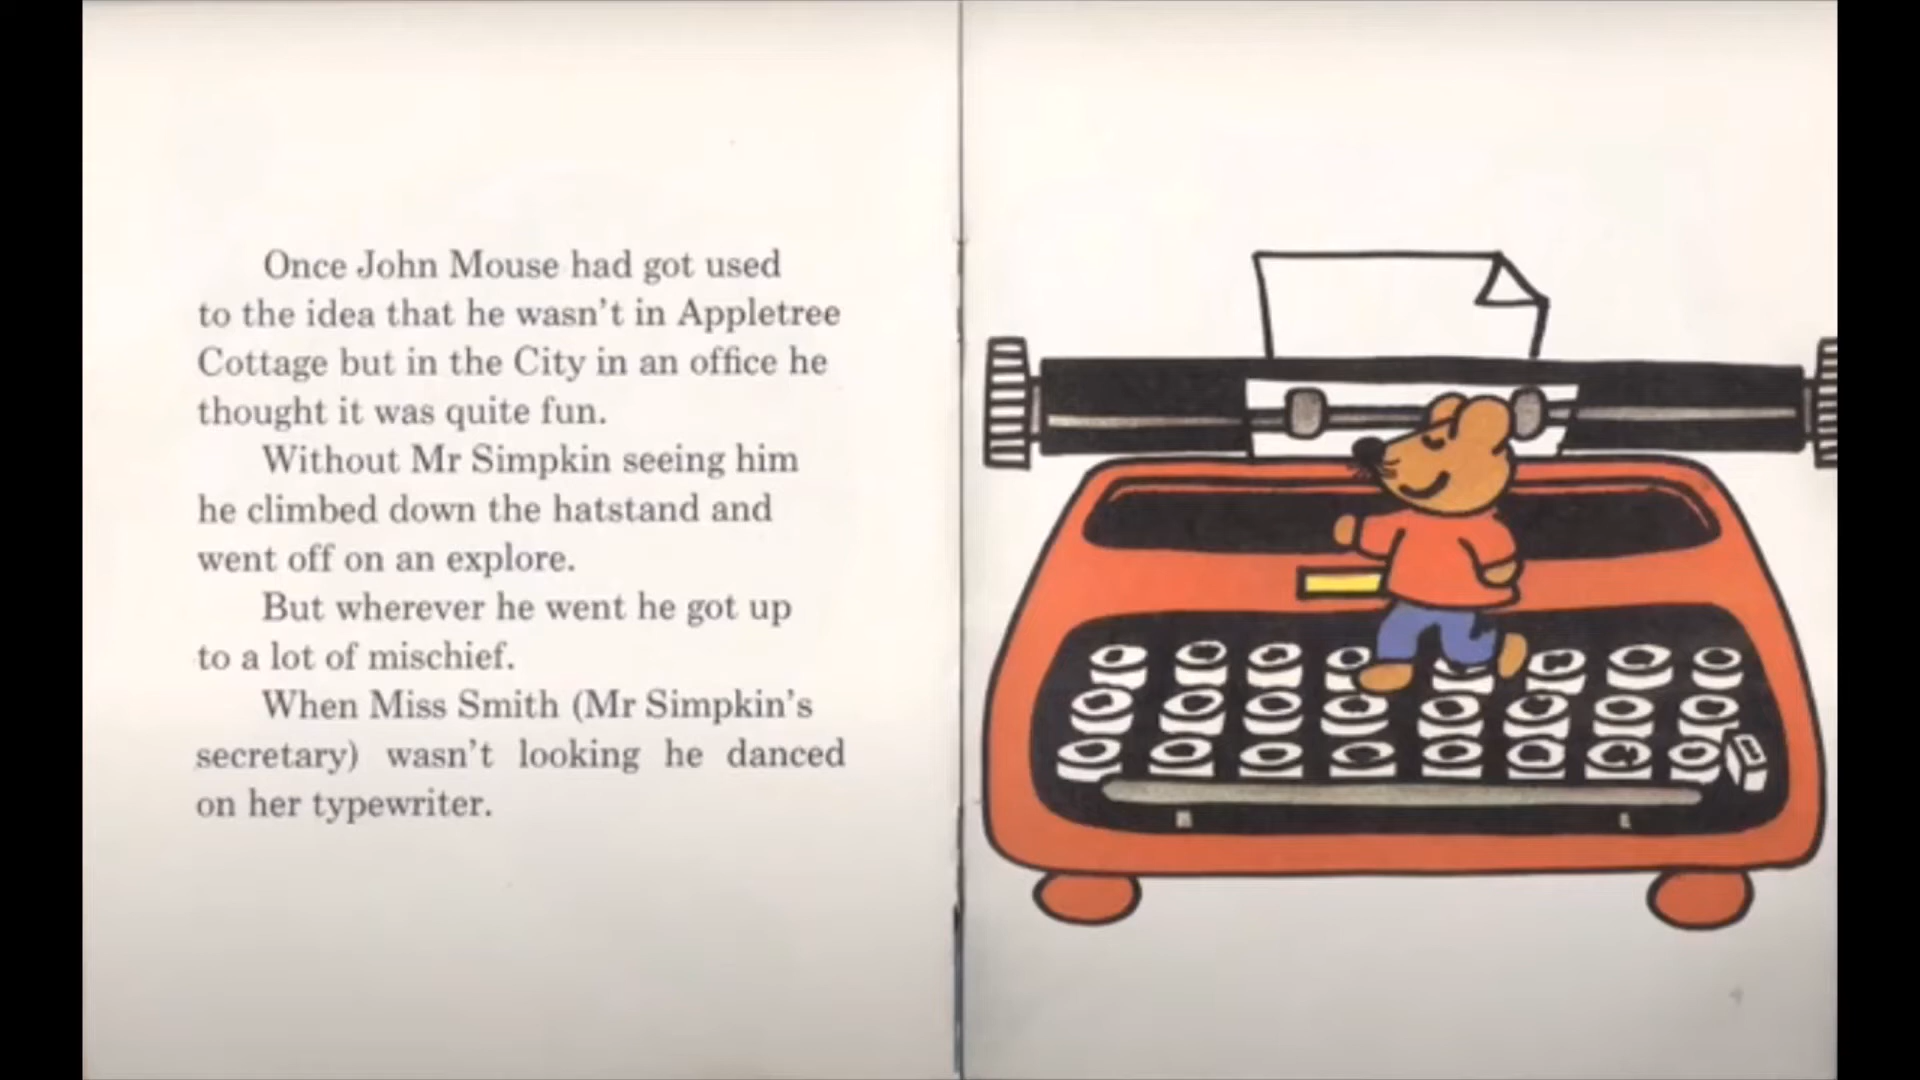 Once John Mouse had got used
to the idea that he wasn't in Appletree
Cottage but in the City in an office he
thought it was quite fun.
Without Mr Simpkin seeing him
he climbed down the hatstand and
went off on an explore.
But wherever he went he got up
to a lot of mischief.
When Miss Smith (Mr Simpkin's
secretary) wasn't looking he danced
on her typewriter.